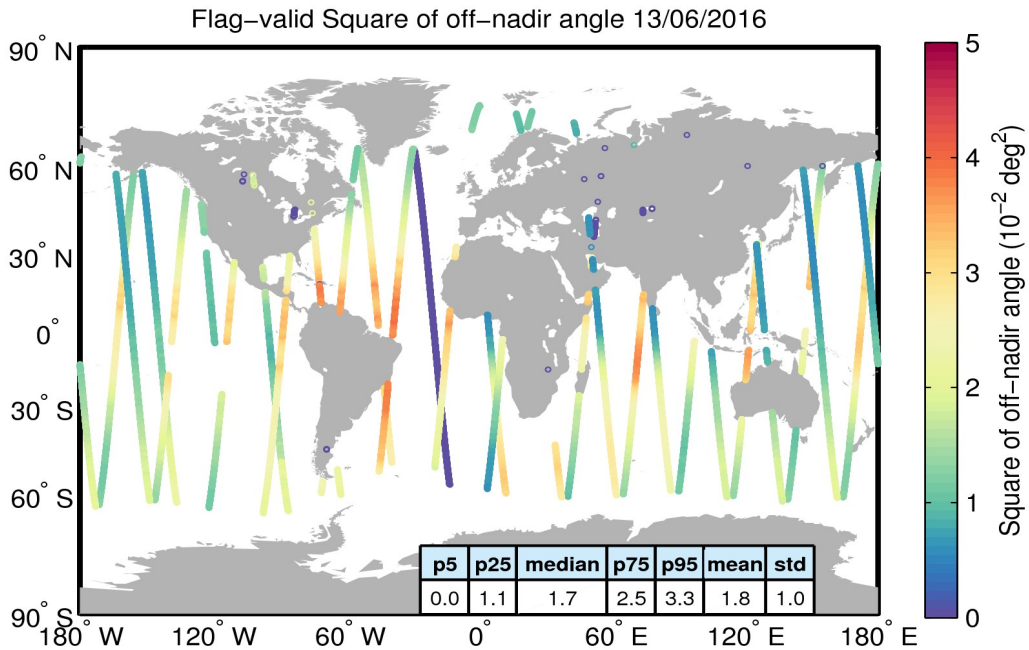 Flag−valid Square of off−nadir angle 13/06/2016
90° N
60° N
30° N
0°
30° S
60° S
90° S
180° W
120° W
60° W
0°
60° E
120° E
180° E
p5 p25 median p75 p95 mean std
0.0 1.1 1.7 2.5 3.3 1.8 1.0
5
4
3
2
1
0
Square of off−nadir angle (10⁻² deg²)